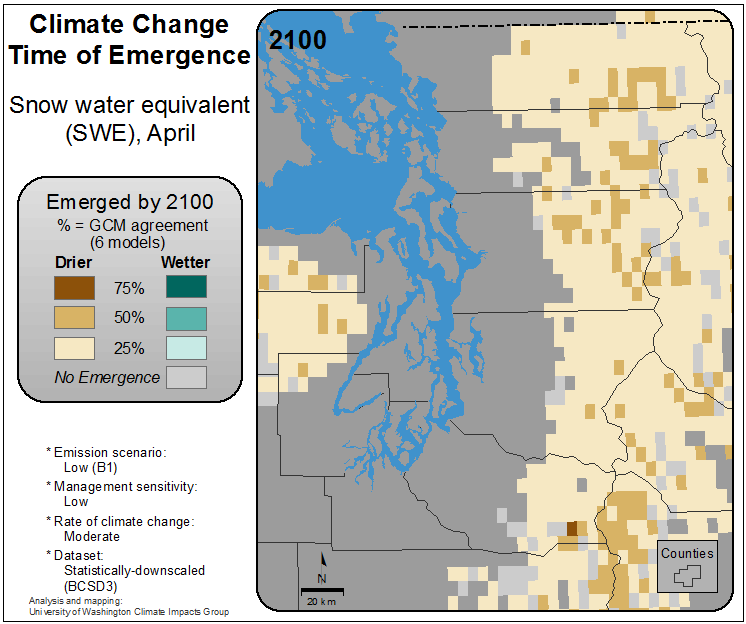 Climate Change
Time of Emergence
Snow water equivalent
(SWE), April
Emerged by 2100
% = GCM agreement
(6 models)
Drier Wetter
75%
50%
25%
No Emergence
* Emission scenario:
Low (B1)
* Management sensitivity:
Low
* Rate of climate change:
Moderate
* Dataset:
Statistically-downscaled
(BCSD3)
Analysis and mapping:
University of Washington Climate Impacts Group
2100
N
20 km
Counties